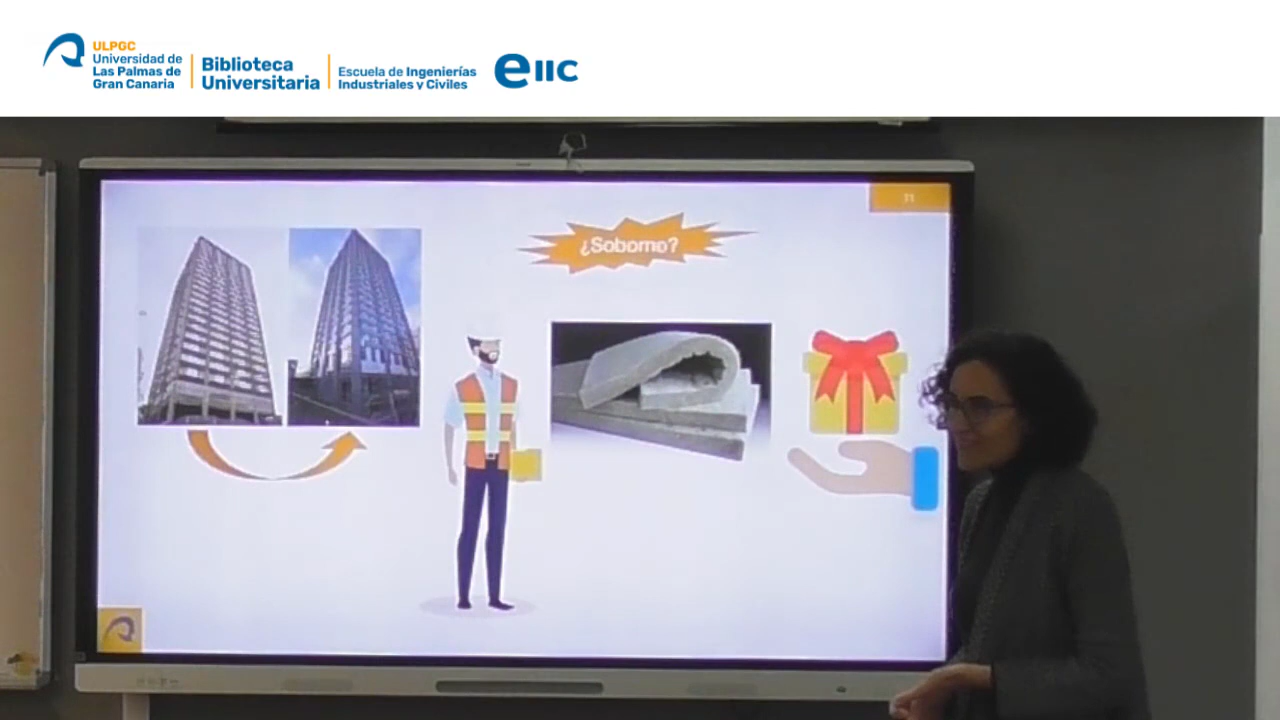 ULPGC
Universidad de
Las Palmas de
Gran Canaria
Biblioteca
Universitaria
Escuela de Ingenierías
Industriales y Civiles
eiic
¿Soborno?